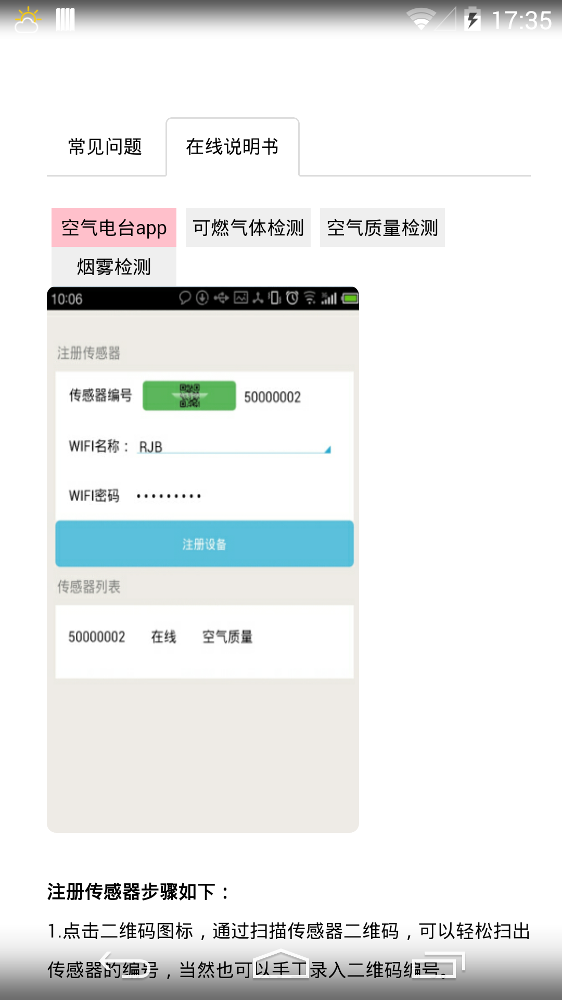 17:35
常见问题 在线说明书
空气电台app 可燃气体检测 空气质量检测
烟雾检测
10:06
注册传感器
传感器编号 50000002
WIFI名称： RJB
WIFI密码 •••••••••
注册设备
传感器列表
50000002 在线 空气质量
注册传感器步骤如下：
1.点击二维码图标，通过扫描传感器二维码，可以轻松扫出
传感器的编号，当然也可以手工录入二维码编号。